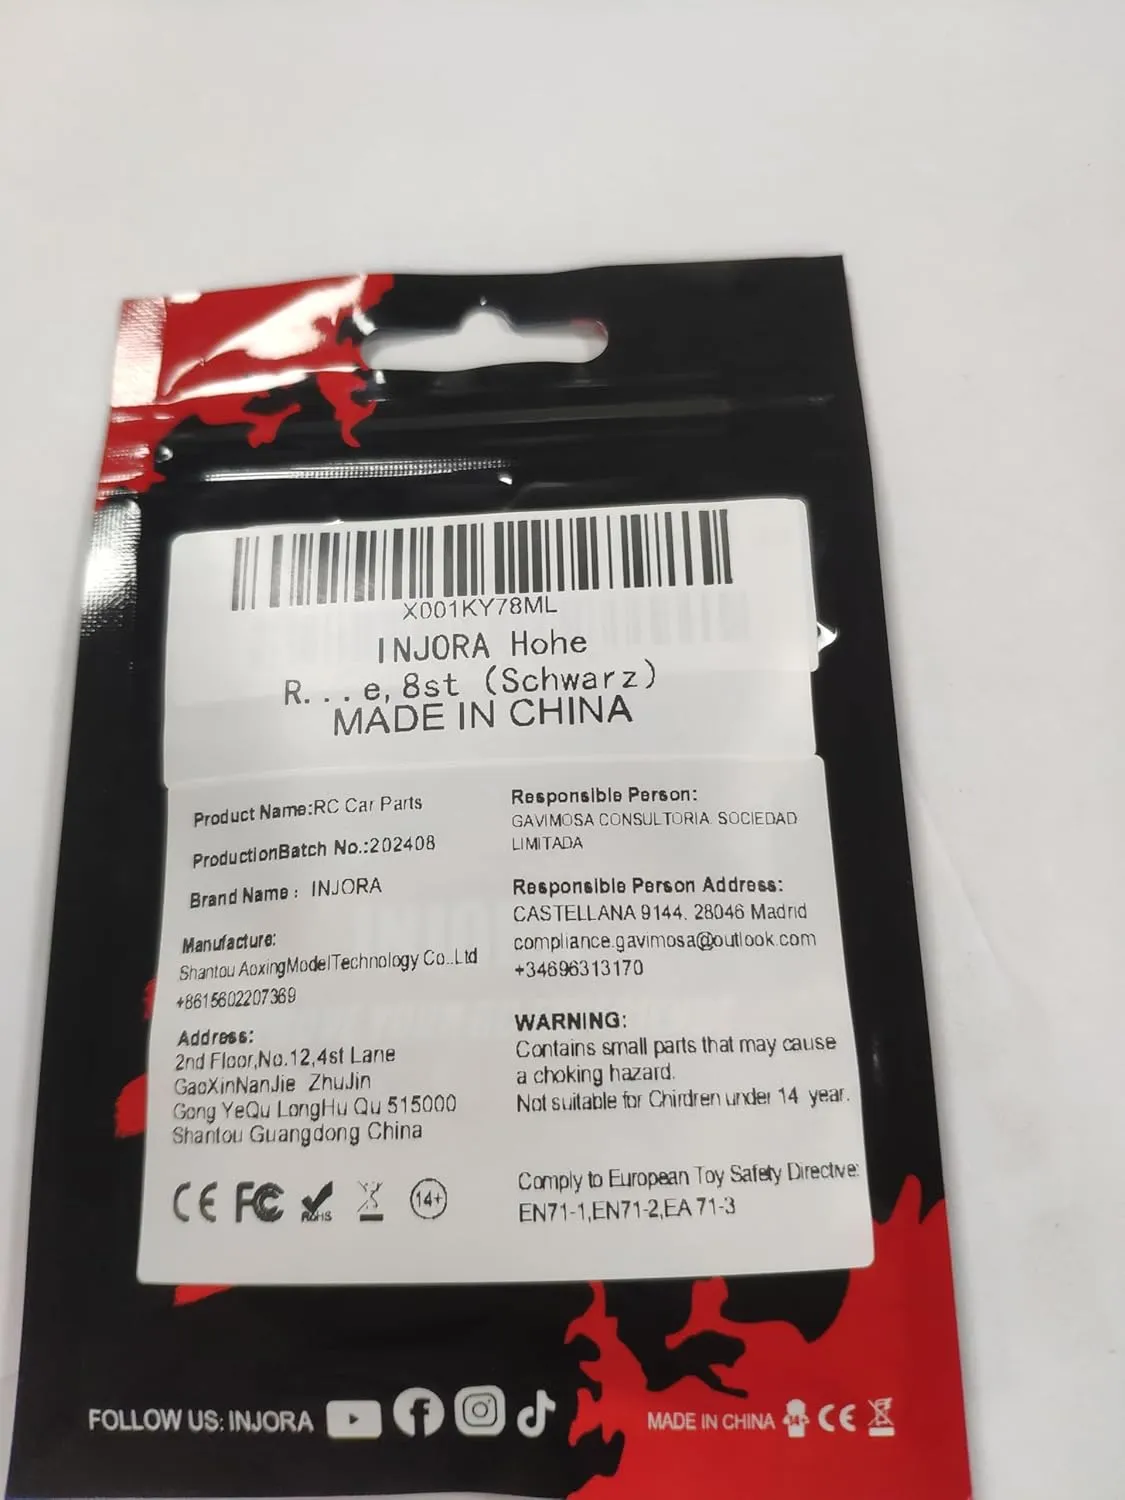 X001KY78ML
INJORA Hohe
R...e, 8st (Schwarz)
MADE IN CHINA
Product Name:RC Car Parts
ProductionBatch No.:202408
Brand Name: INJORA
Manufacture:
Shantou AoxingModelTechnology Co..Ltd
+8615602207369
Address:
2nd Floor,No.12,4st Lane
GaoXinNanJie ZhuJin
Gong YeQu LongHu Qu 515000
Shantou Guangdong China
CE FC RoHS 14+
Responsible Person:
GAVIMOSA CONSULTORIA. SOCIEDAD
LIMITADA
Responsible Person Address:
CASTELLANA 9144. 28046 Madrid
compliance.gavimosa@outlook.com
+34696313170
WARNING:
Contains small parts that may cause
a choking hazard.
Not suitable for Chirdren under 14 year.
Comply to European Toy Safety Directive:
EN71-1,EN71-2,EA 71-3
FOLLOW US: INJORA
MADE IN CHINA 14+ CE